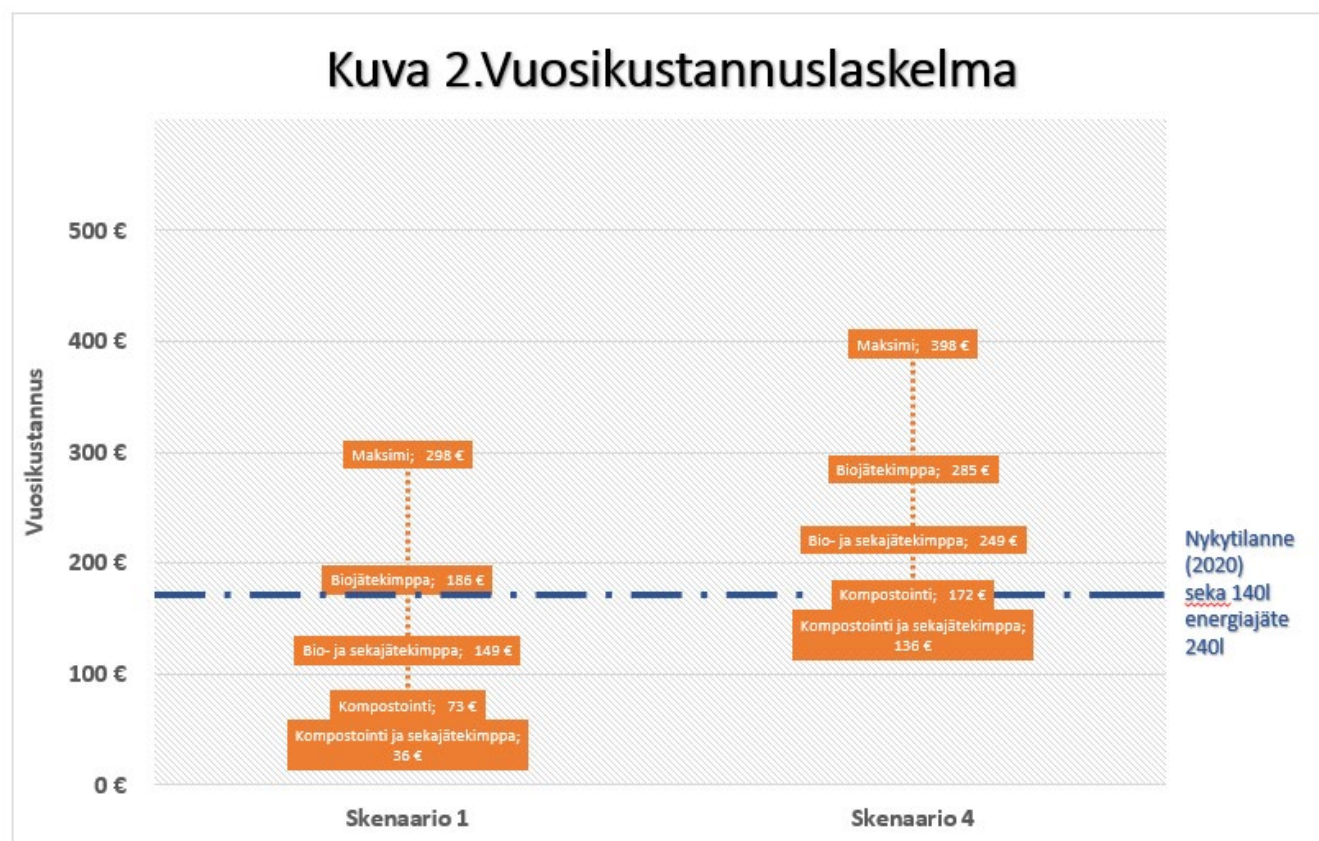 Kuva 2.Vuosikustannuslaskelma
Vuosikustannus
500 €
400 €
300 €
200 €
100 €
0 €
Maksimi; 298 €
Biojätekimppa; 186 €
Bio- ja sekajätekimppa; 149 €
Kompostointi; 73 €
Kompostointi ja sekajätekimppa;
36 €
Maksimi; 398 €
Biojätekimppa; 285 €
Bio- ja sekajätekimppa; 249 €
Kompostointi; 172 €
Kompostointi ja sekajätekimppa;
136 €
Nykytilanne
(2020)
seka 140l
energiajäte
240l
Skenaario 1
Skenaario 4